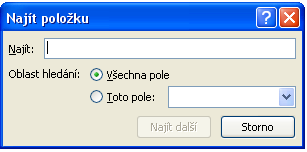 Najít položku
Najít:
Oblast hledání: Všechna pole
Toto pole:
Najít další Storno